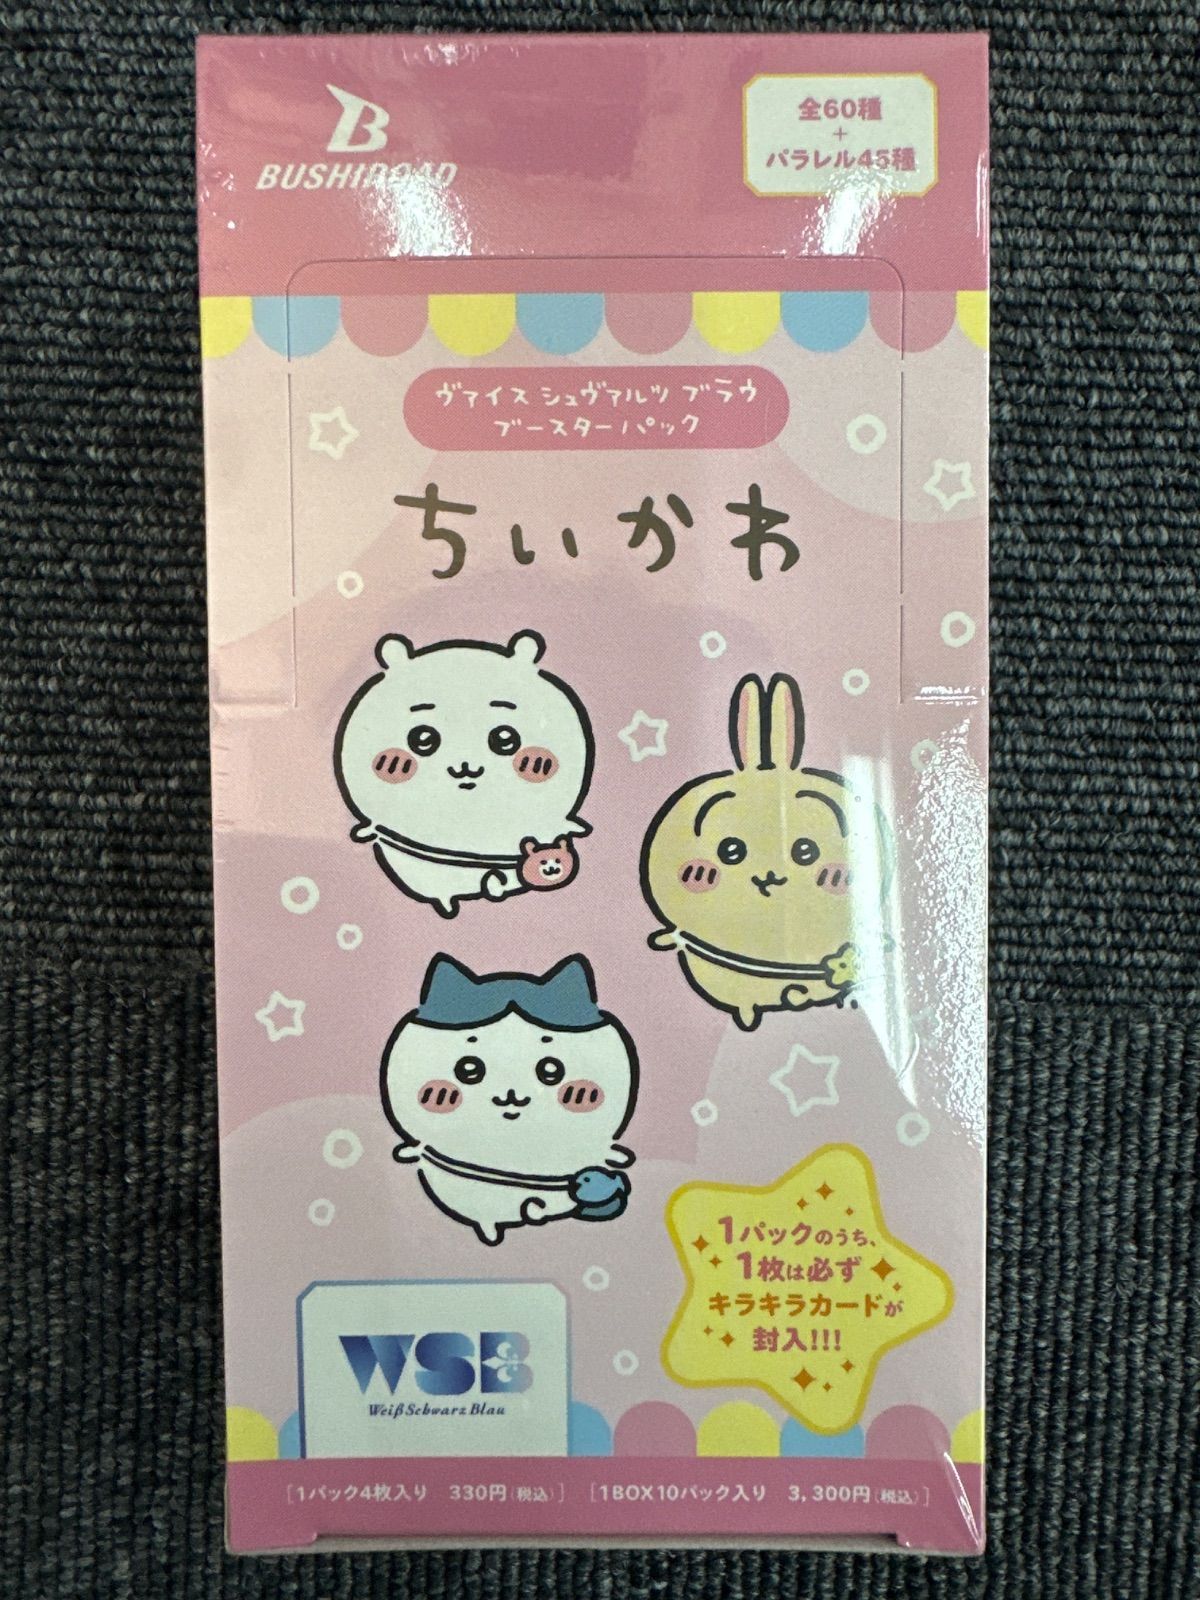 B
BUSHIROAD
全60種
+
パラレル45種
ヴァイスシュヴァルツ ブラウ
ブースターパック
ちいかわ
1パックのうち、
1枚は必ず
キラキラカードが
封入!!!
WSB
Weiß Schwarz Blau
[1パック4枚入り 330円(税込)] [1BOX10パック入り 3,300円(税込)]